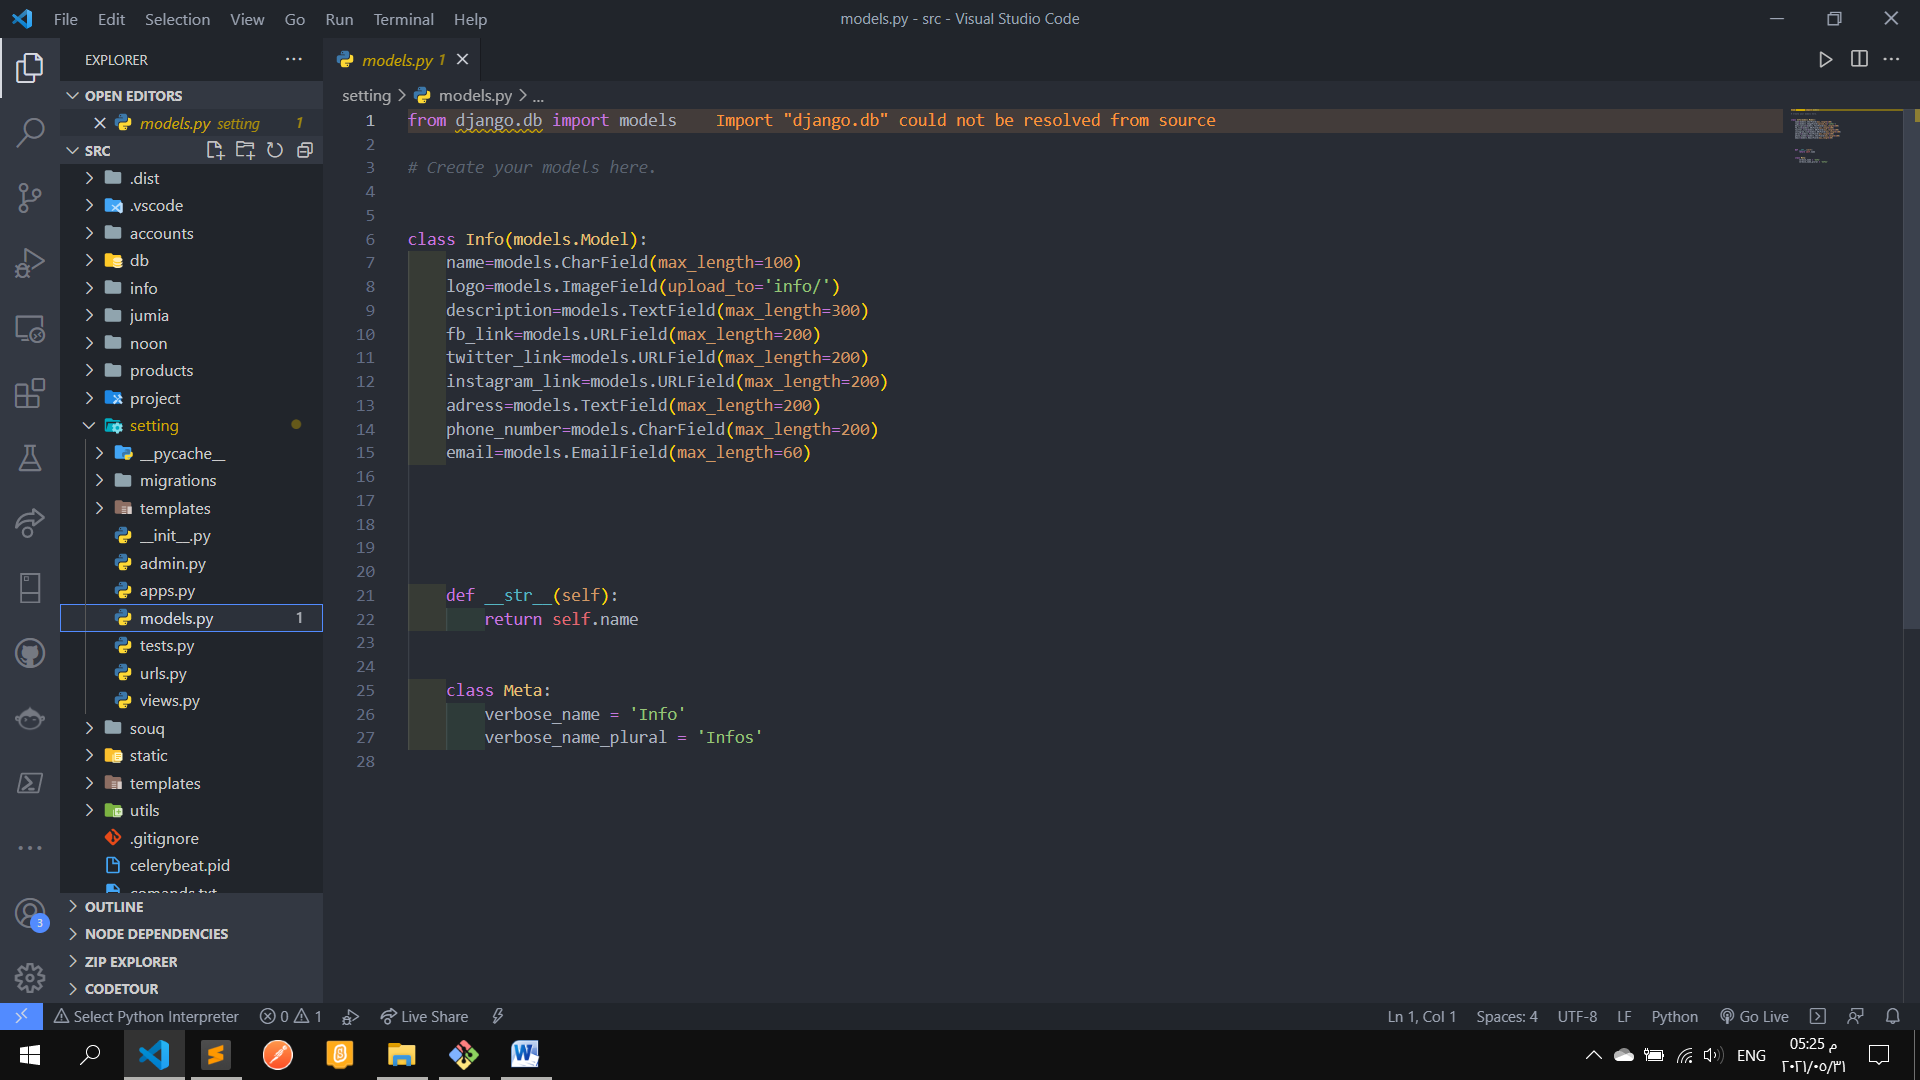 File Edit Selection View Go Run Terminal Help
models.py - src - Visual Studio Code
EXPLORER
OPEN EDITORS
models.py setting 1
SRC
.dist
.vscode
accounts
db
info
jumia
noon
products
project
setting
__pycache__
migrations
templates
__init__.py
admin.py
apps.py
models.py 1
tests.py
urls.py
views.py
souq
static
templates
utils
.gitignore
celerybeat.pid
comands.txt
OUTLINE
NODE DEPENDENCIES
ZIP EXPLORER
CODETOUR
3
models.py 1
setting > models.py > ...
1 from django.db import models Import "django.db" could not be resolved from source
2
3 # Create your models here.
4
5
6 class Info(models.Model):
7 name=models.CharField(max_length=100)
8 logo=models.ImageField(upload_to='info/')
9 description=models.TextField(max_length=300)
10 fb_link=models.URLField(max_length=200)
11 twitter_link=models.URLField(max_length=200)
12 instagram_link=models.URLField(max_length=200)
13 adress=models.TextField(max_length=200)
14 phone_number=models.CharField(max_length=200)
15 email=models.EmailField(max_length=60)
16
17
18
19
20
21 def __str__(self):
22 return self.name
23
24
25 class Meta:
26 verbose_name = 'Info'
27 verbose_name_plural = 'Infos'
28
Select Python Interpreter 0 1 Live Share
Ln 1, Col 1 Spaces: 4 UTF-8 LF Python Go Live
ENG
05:25 م
٢٠٢١/٠٥/٣١